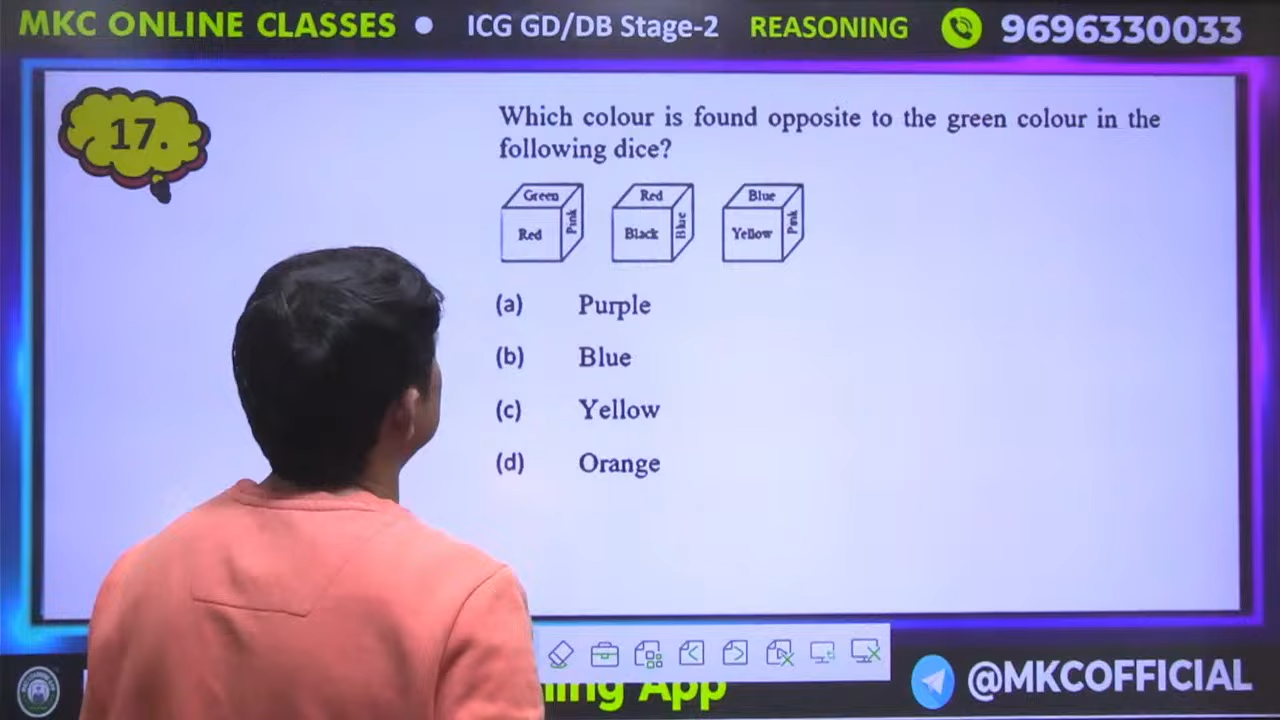 MKC ONLINE CLASSES ● ICG GD/DB Stage-2 REASONING 9696330033
17.
Which colour is found opposite to the green colour in the
following dice?
Green Red Blue
Red Pink Black Blue Yellow Pink
(a) Purple
(b) Blue
(c) Yellow
(d) Orange
App
@MKCOFFICIAL